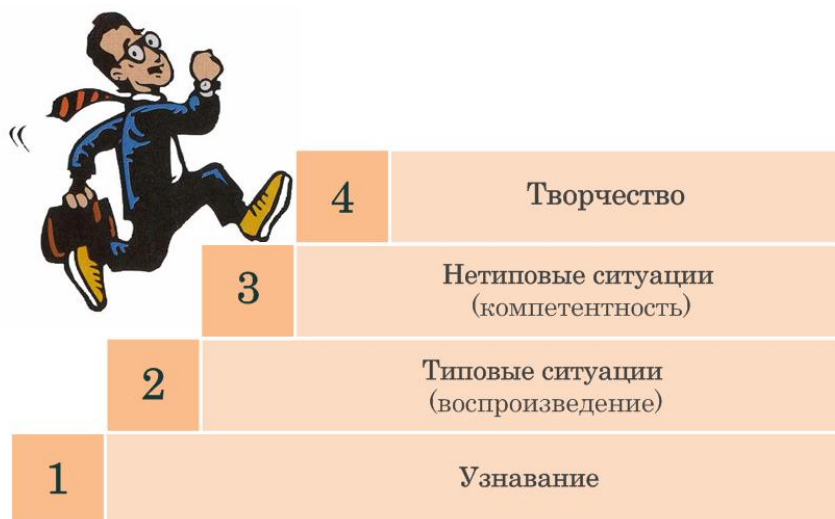 4 Творчество
3 Нетиповые ситуации
(компетентность)
2 Типовые ситуации
(воспроизведение)
1 Узнавание